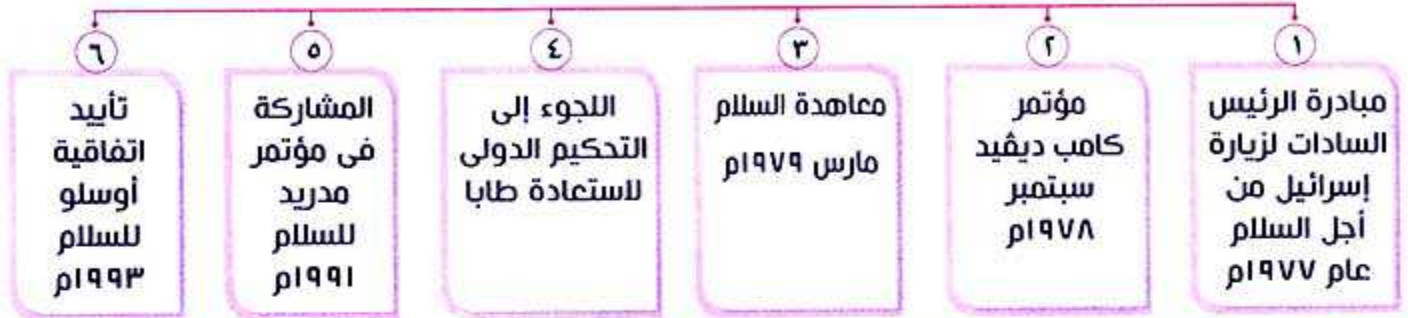 ١
مبادرة الرئيس
السادات لزيارة
إسرائيل من
أجل السلام
عام ١٩٧٧م
٢
مؤتمر
كامب ديڤيد
سبتمبر
١٩٧٨م
٣
معاهدة السلام
مارس ١٩٧٩م
٤
اللجوء إلى
التحكيم الدولى
لاستعادة طابا
٥
المشاركة
فى مؤتمر
مدريد
للسلام
١٩٩١م
٦
تأييد
اتفاقية
أوسلو
للسلام
١٩٩٣م